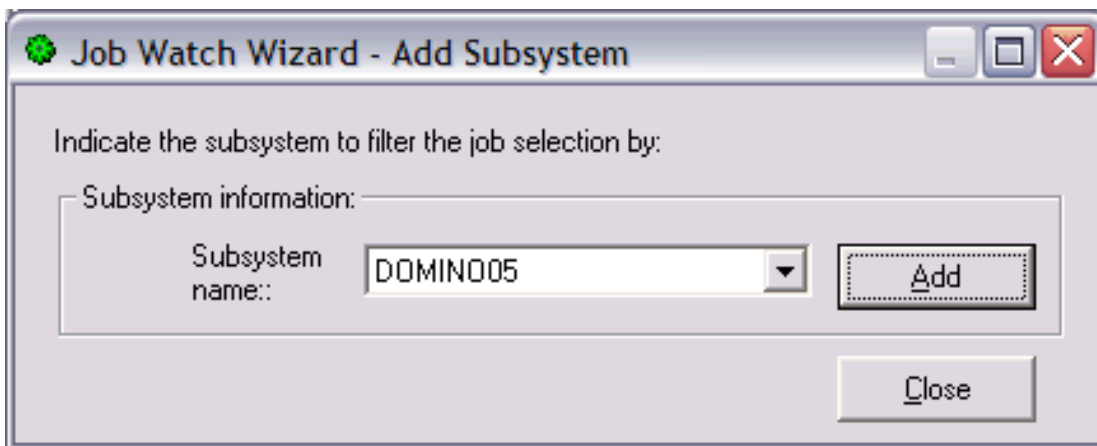 Job Watch Wizard - Add Subsystem
Indicate the subsystem to filter the job selection by:
Subsystem information:
Subsystem
name::
DOMINO05
Add
Close